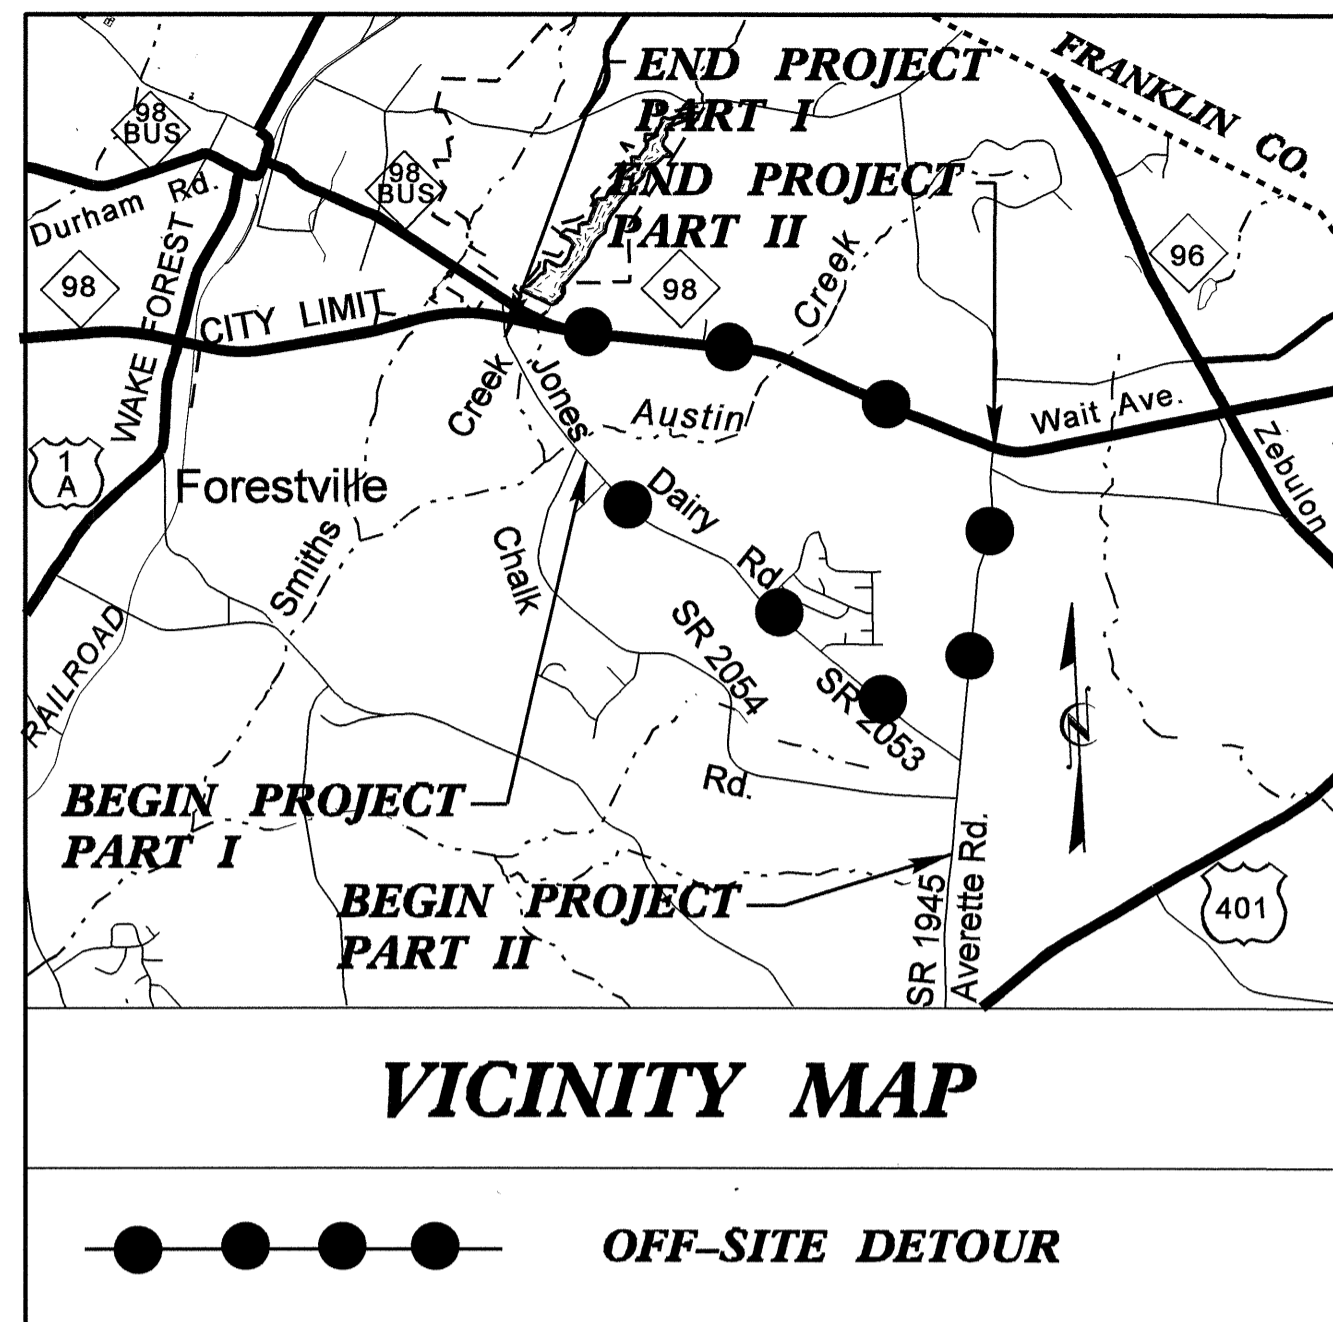 END PROJECT
PART I
FRANKLIN CO.
98
BUS
98
BUS
END PROJECT
PART II
Durham Rd.
98
98
96
Creek
WAKE FOREST
CITY LIMIT
Creek
Jones
Austin
Wait Ave.
Zebulon
1
A
Forestville
Dairy
Rd.
Smiths
Chalk
SR 2054
SR 2053
RAILROAD
Rd.
BEGIN PROJECT
PART I
BEGIN PROJECT
PART II
SR 1945
Averette Rd.
N
401
VICINITY MAP
OFF-SITE DETOUR